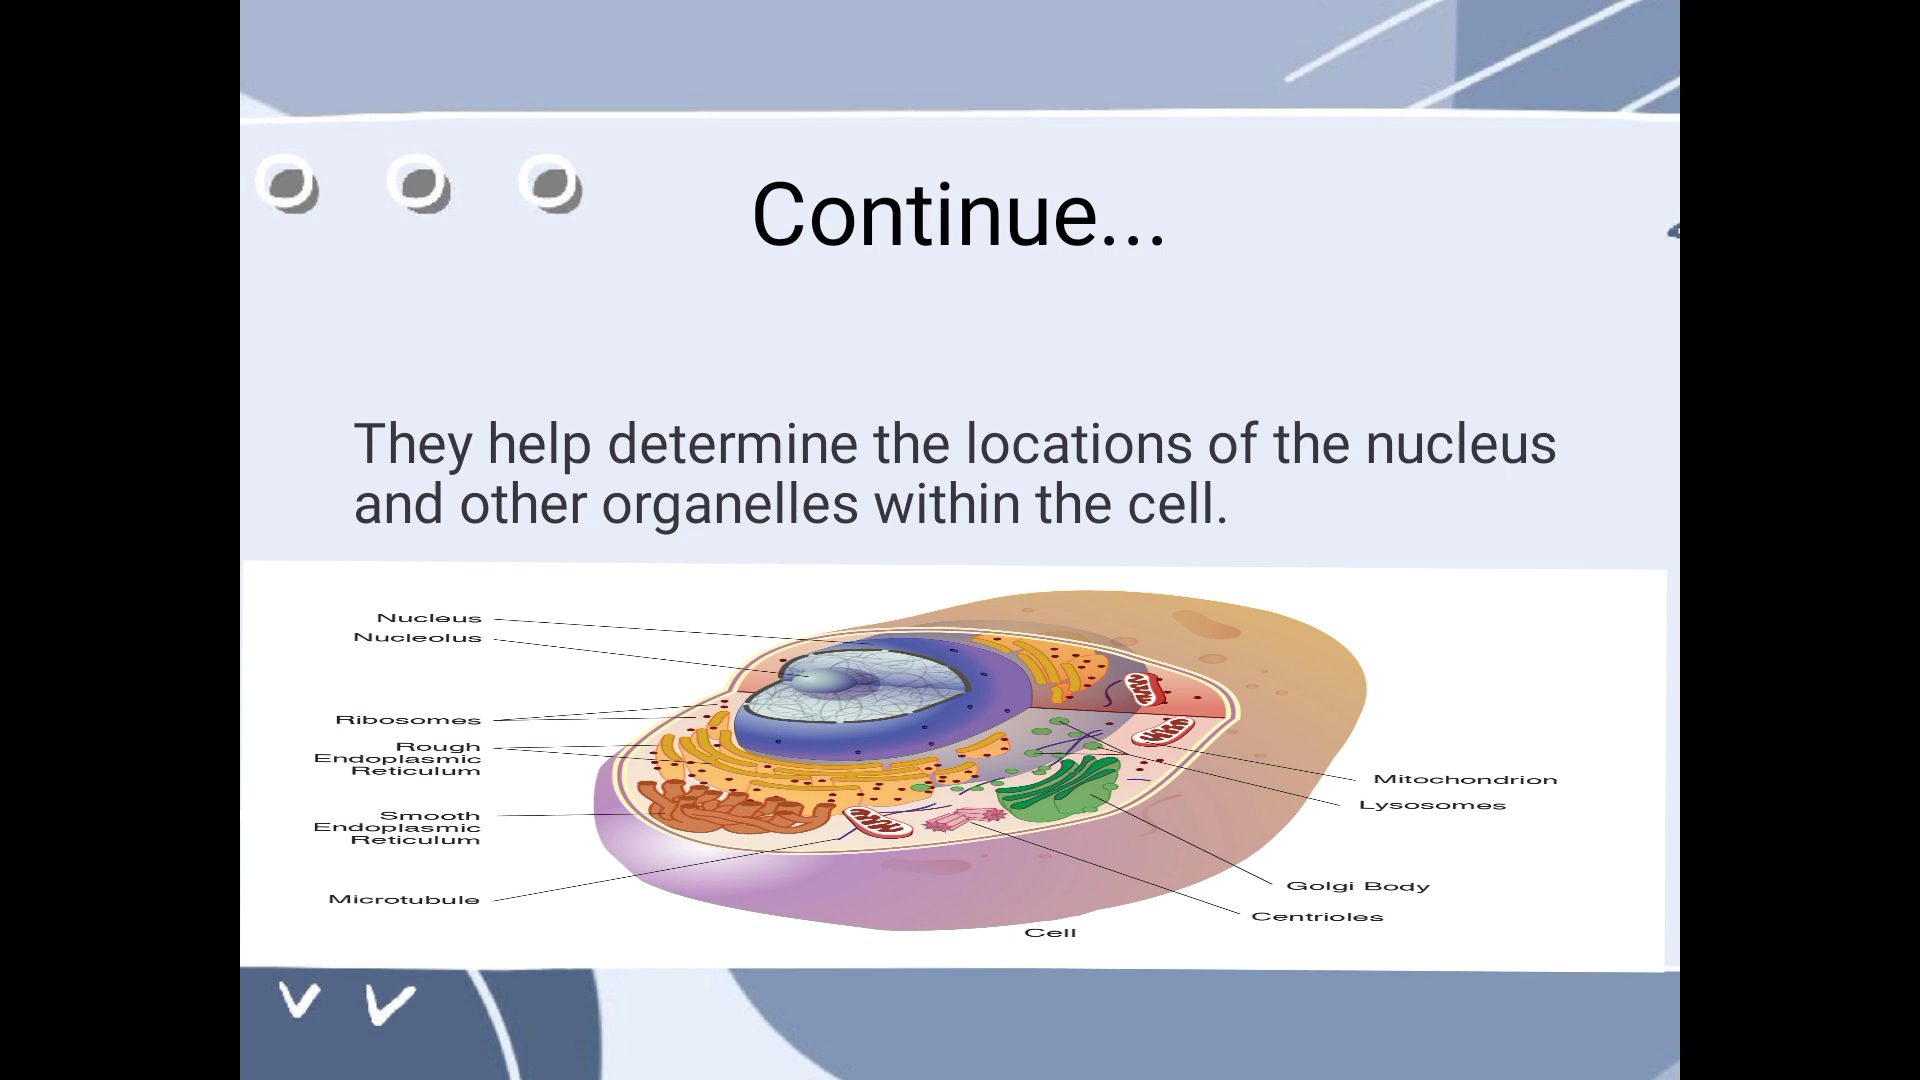 Continue...
They help determine the locations of the nucleus
and other organelles within the cell.
Nucleus
Nucleolus
Ribosomes
Rough
Endoplasmic
Reticulum
Smooth
Endoplasmic
Reticulum
Microtubule
Mitochondrion
Lysosomes
Golgi Body
Centrioles
Cell